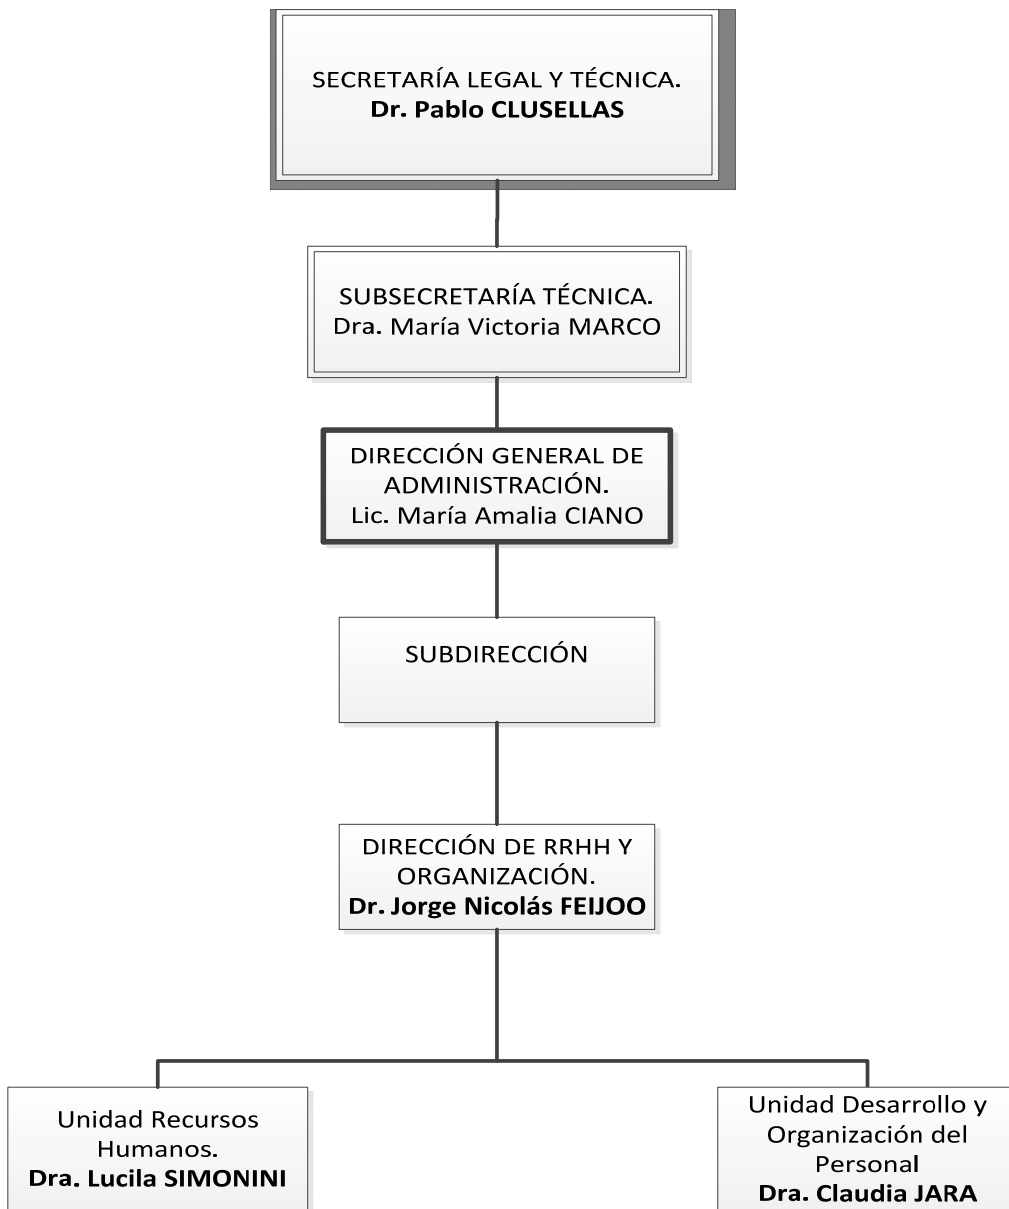 SECRETARÍA LEGAL Y TÉCNICA.
Dr. Pablo CLUSELLAS
SUBSECRETARÍA TÉCNICA.
Dra. María Victoria MARCO
DIRECCIÓN GENERAL DE
ADMINISTRACIÓN.
Lic. María Amalia CIANO
SUBDIRECCIÓN
DIRECCIÓN DE RRHH Y
ORGANIZACIÓN.
Dr. Jorge Nicolás FEIJOO
Unidad Recursos
Humanos.
Dra. Lucila SIMONINI
Unidad Desarrollo y
Organización del
Personal
Dra. Claudia JARA